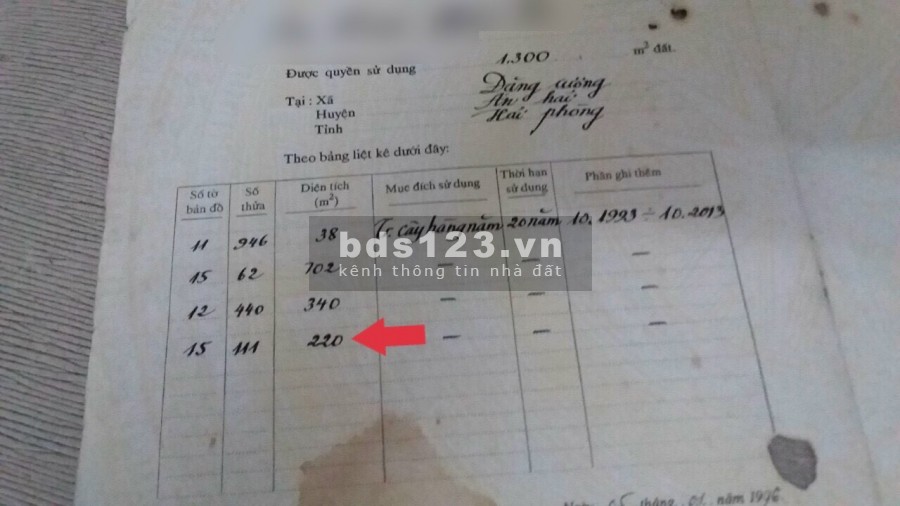 Được quyền sử dụng 1.300 m² đất.
Tại : Xã Đằng cương
Huyện An hải
Tỉnh Hải phòng
Theo bảng liệt kê dưới đây:
Số tờ bản đồ Số thửa Diện tích (m²) Mục đích sử dụng Thời hạn sử dụng Phần ghi thêm
11 946 38 Tr. cây hàng năm 20 năm 10.1993 ÷ 10.2013
15 62 702 — — —
12 440 340 — — —
15 111 220 — — —
bds123.vn
kênh thông tin nhà đất
tháng 01 năm 1996